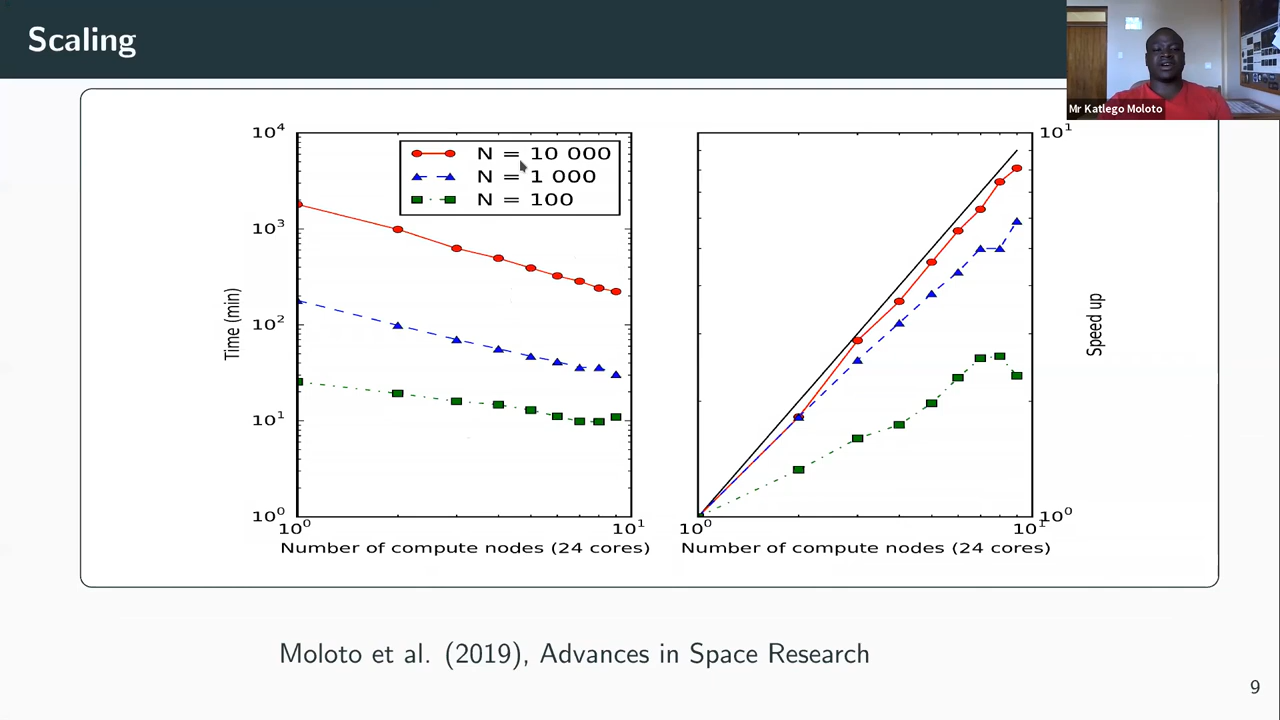 Scaling
Mr Katlego Moloto
10⁴
10³
10²
10¹
10⁰
Time (min)
N = 10 000
N = 1 000
N = 100
10⁰
10¹
Number of compute nodes (24 cores)
10¹
10⁰
Speed up
10⁰
10¹
Number of compute nodes (24 cores)
Moloto et al. (2019), Advances in Space Research
9